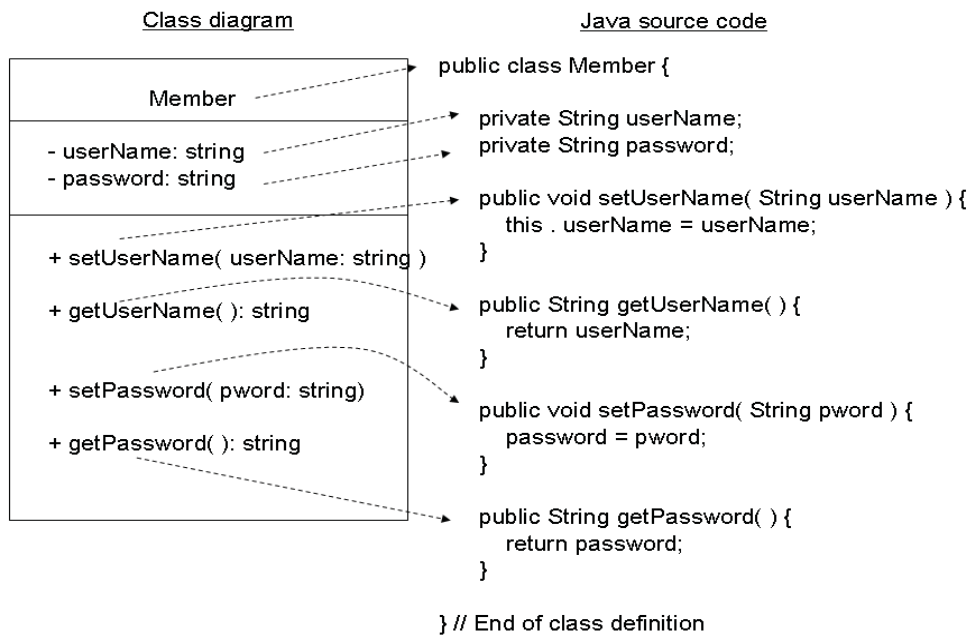 Class diagram
Member
- userName: string
- password: string
+ setUserName( userName: string )
+ getUserName( ): string
+ setPassword( pword: string)
+ getPassword( ): string
Java source code
public class Member {
private String userName;
private String password;
public void setUserName( String userName ) {
this . userName = userName;
}
public String getUserName( ) {
return userName;
}
public void setPassword( String pword ) {
password = pword;
}
public String getPassword( ) {
return password;
}
} // End of class definition